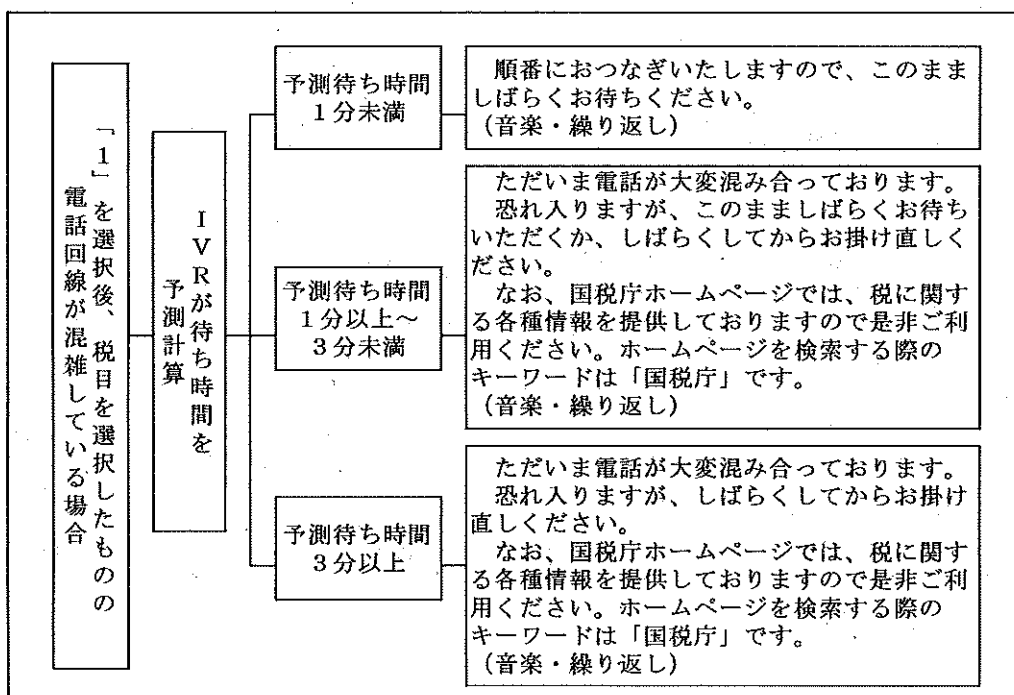 「1」を選択後、税目を選択したものの
電話回線が混雑している場合
IVRが待ち時間を
予測計算
予測待ち時間
1分未満
順番におつなぎいたしますので、このまま
しばらくお待ちください。
(音楽・繰り返し)
予測待ち時間
1分以上～
3分未満
ただいま電話が大変混み合っております。
恐れ入りますが、このまましばらくお待ち
いただくか、しばらくしてからお掛け直しく
ださい。
なお、国税庁ホームページでは、税に関す
る各種情報を提供しておりますので是非ご利
用ください。ホームページを検索する際の
キーワードは「国税庁」です。
(音楽・繰り返し)
予測待ち時間
3分以上
ただいま電話が大変混み合っております。
恐れ入りますが、しばらくしてからお掛け
直しください。
なお、国税庁ホームページでは、税に関す
る各種情報を提供しておりますので是非ご利
用ください。ホームページを検索する際の
キーワードは「国税庁」です。
(音楽・繰り返し)